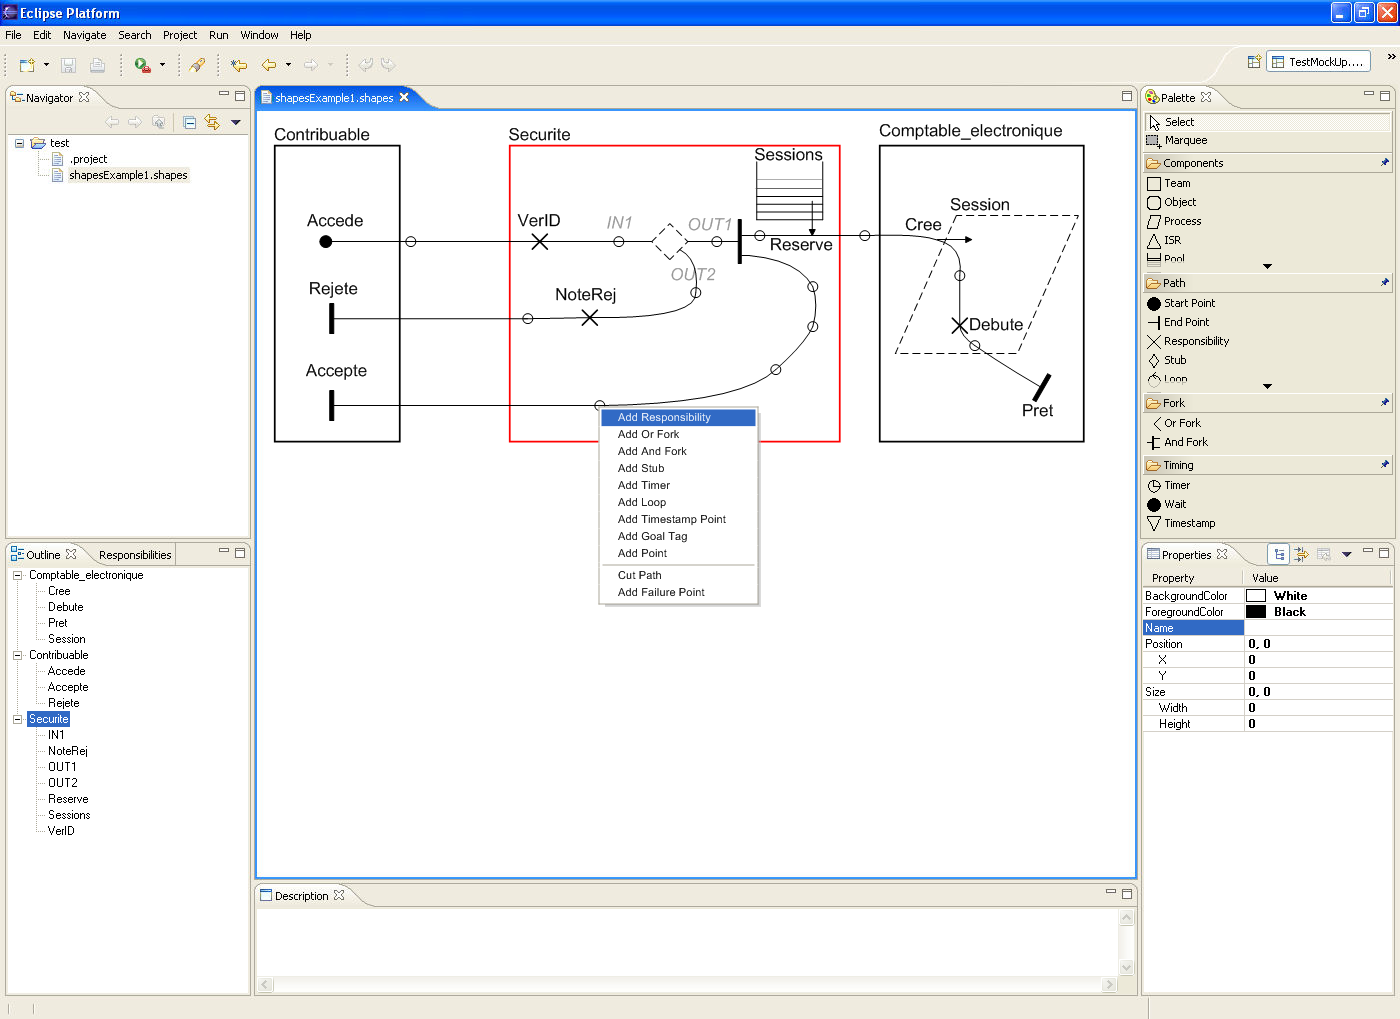 Eclipse Platform
File Edit Navigate Search Project Run Window Help
TestMockUp....
»
Navigator
test
.project
shapesExample1.shapes
Outline
Responsibilities
Comptable_electronique
Cree
Debute
Pret
Session
Contribuable
Accede
Accepte
Rejete
Securite
IN1
NoteRej
OUT1
OUT2
Reserve
Sessions
VerID
shapesExample1.shapes
Contribuable
Accede
Rejete
Accepte
Securite
VerID
IN1
OUT1
OUT2
NoteRej
Sessions
Reserve
Comptable_electronique
Session
Cree
Debute
Pret
Add Responsibility
Add Or Fork
Add And Fork
Add Stub
Add Timer
Add Loop
Add Timestamp Point
Add Goal Tag
Add Point
Cut Path
Add Failure Point
Description
Palette
Select
Marquee
Components
Team
Object
Process
ISR
Pool
Path
Start Point
End Point
Responsibility
Stub
Loop
Fork
Or Fork
And Fork
Timing
Timer
Wait
Timestamp
Properties
Property Value
BackgroundColor White
ForegroundColor Black
Name
Position 0, 0
X 0
Y 0
Size 0, 0
Width 0
Height 0